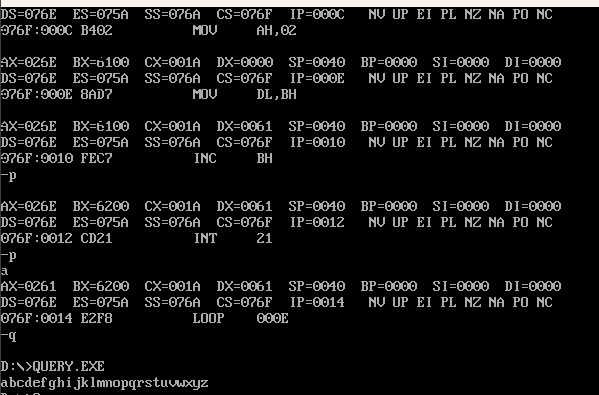 DS=076E ES=075A SS=076A CS=076F IP=000C NV UP EI PL NZ NA PO NC
076F:000C B402 MOV AH,02
AX=026E BX=6100 CX=001A DX=0000 SP=0040 BP=0000 SI=0000 DI=0000
DS=076E ES=075A SS=076A CS=076F IP=000E NV UP EI PL NZ NA PO NC
076F:000E 8AD7 MOV DL,BH
AX=026E BX=6100 CX=001A DX=0061 SP=0040 BP=0000 SI=0000 DI=0000
DS=076E ES=075A SS=076A CS=076F IP=0010 NV UP EI PL NZ NA PO NC
076F:0010 FEC7 INC BH
-p
AX=026E BX=6200 CX=001A DX=0061 SP=0040 BP=0000 SI=0000 DI=0000
DS=076E ES=075A SS=076A CS=076F IP=0012 NV UP EI PL NZ NA PO NC
076F:0012 CD21 INT 21
-p
a
AX=0261 BX=6200 CX=001A DX=0061 SP=0040 BP=0000 SI=0000 DI=0000
DS=076E ES=075A SS=076A CS=076F IP=0014 NV UP EI PL NZ NA PO NC
076F:0014 E2F8 LOOP 000E
-q
D:\>QUERY.EXE
abcdefghijklmnopqrstuvwxyz